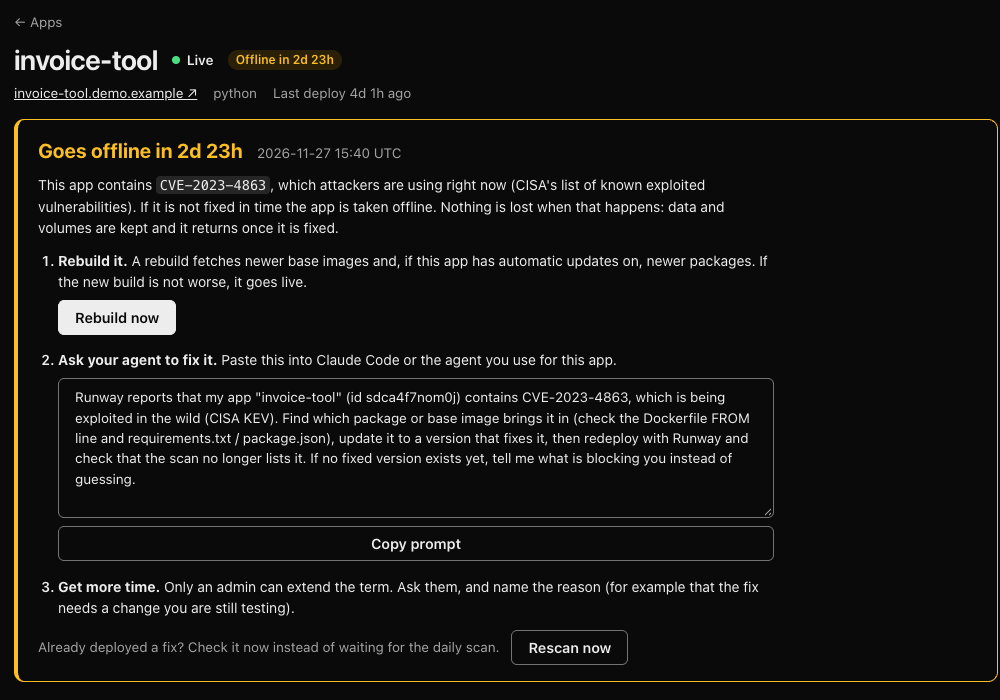 ← Apps
invoice-tool Live Offline in 2d 23h
invoice-tool.demo.example ↗ python Last deploy 4d 1h ago
Goes offline in 2d 23h 2026-11-27 15:40 UTC
This app contains CVE-2023-4863, which attackers are using right now (CISA's list of known exploited
vulnerabilities). If it is not fixed in time the app is taken offline. Nothing is lost when that happens: data and
volumes are kept and it returns once it is fixed.
1. Rebuild it. A rebuild fetches newer base images and, if this app has automatic updates on, newer packages. If
the new build is not worse, it goes live.
Rebuild now
2. Ask your agent to fix it. Paste this into Claude Code or the agent you use for this app.
Runway reports that my app "invoice-tool" (id sdca4f7nom0j) contains CVE-2023-4863, which is being
exploited in the wild (CISA KEV). Find which package or base image brings it in (check the Dockerfile FROM
line and requirements.txt / package.json), update it to a version that fixes it, then redeploy with Runway and
check that the scan no longer lists it. If no fixed version exists yet, tell me what is blocking you instead of
guessing.
Copy prompt
3. Get more time. Only an admin can extend the term. Ask them, and name the reason (for example that the fix
needs a change you are still testing).
Already deployed a fix? Check it now instead of waiting for the daily scan. Rescan now